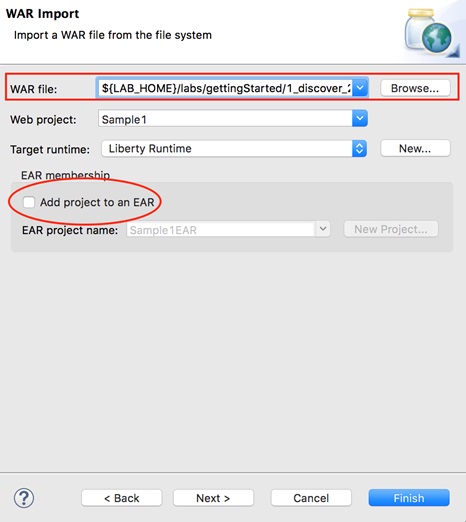 WAR Import
Import a WAR file from the file system
WAR file: ${LAB_HOME}/labs/gettingStarted/1_discover_ Browse...
Web project: Sample1
Target runtime: Liberty Runtime New...
EAR membership
Add project to an EAR
EAR project name: Sample1EAR New Project...
? < Back Next > Cancel Finish